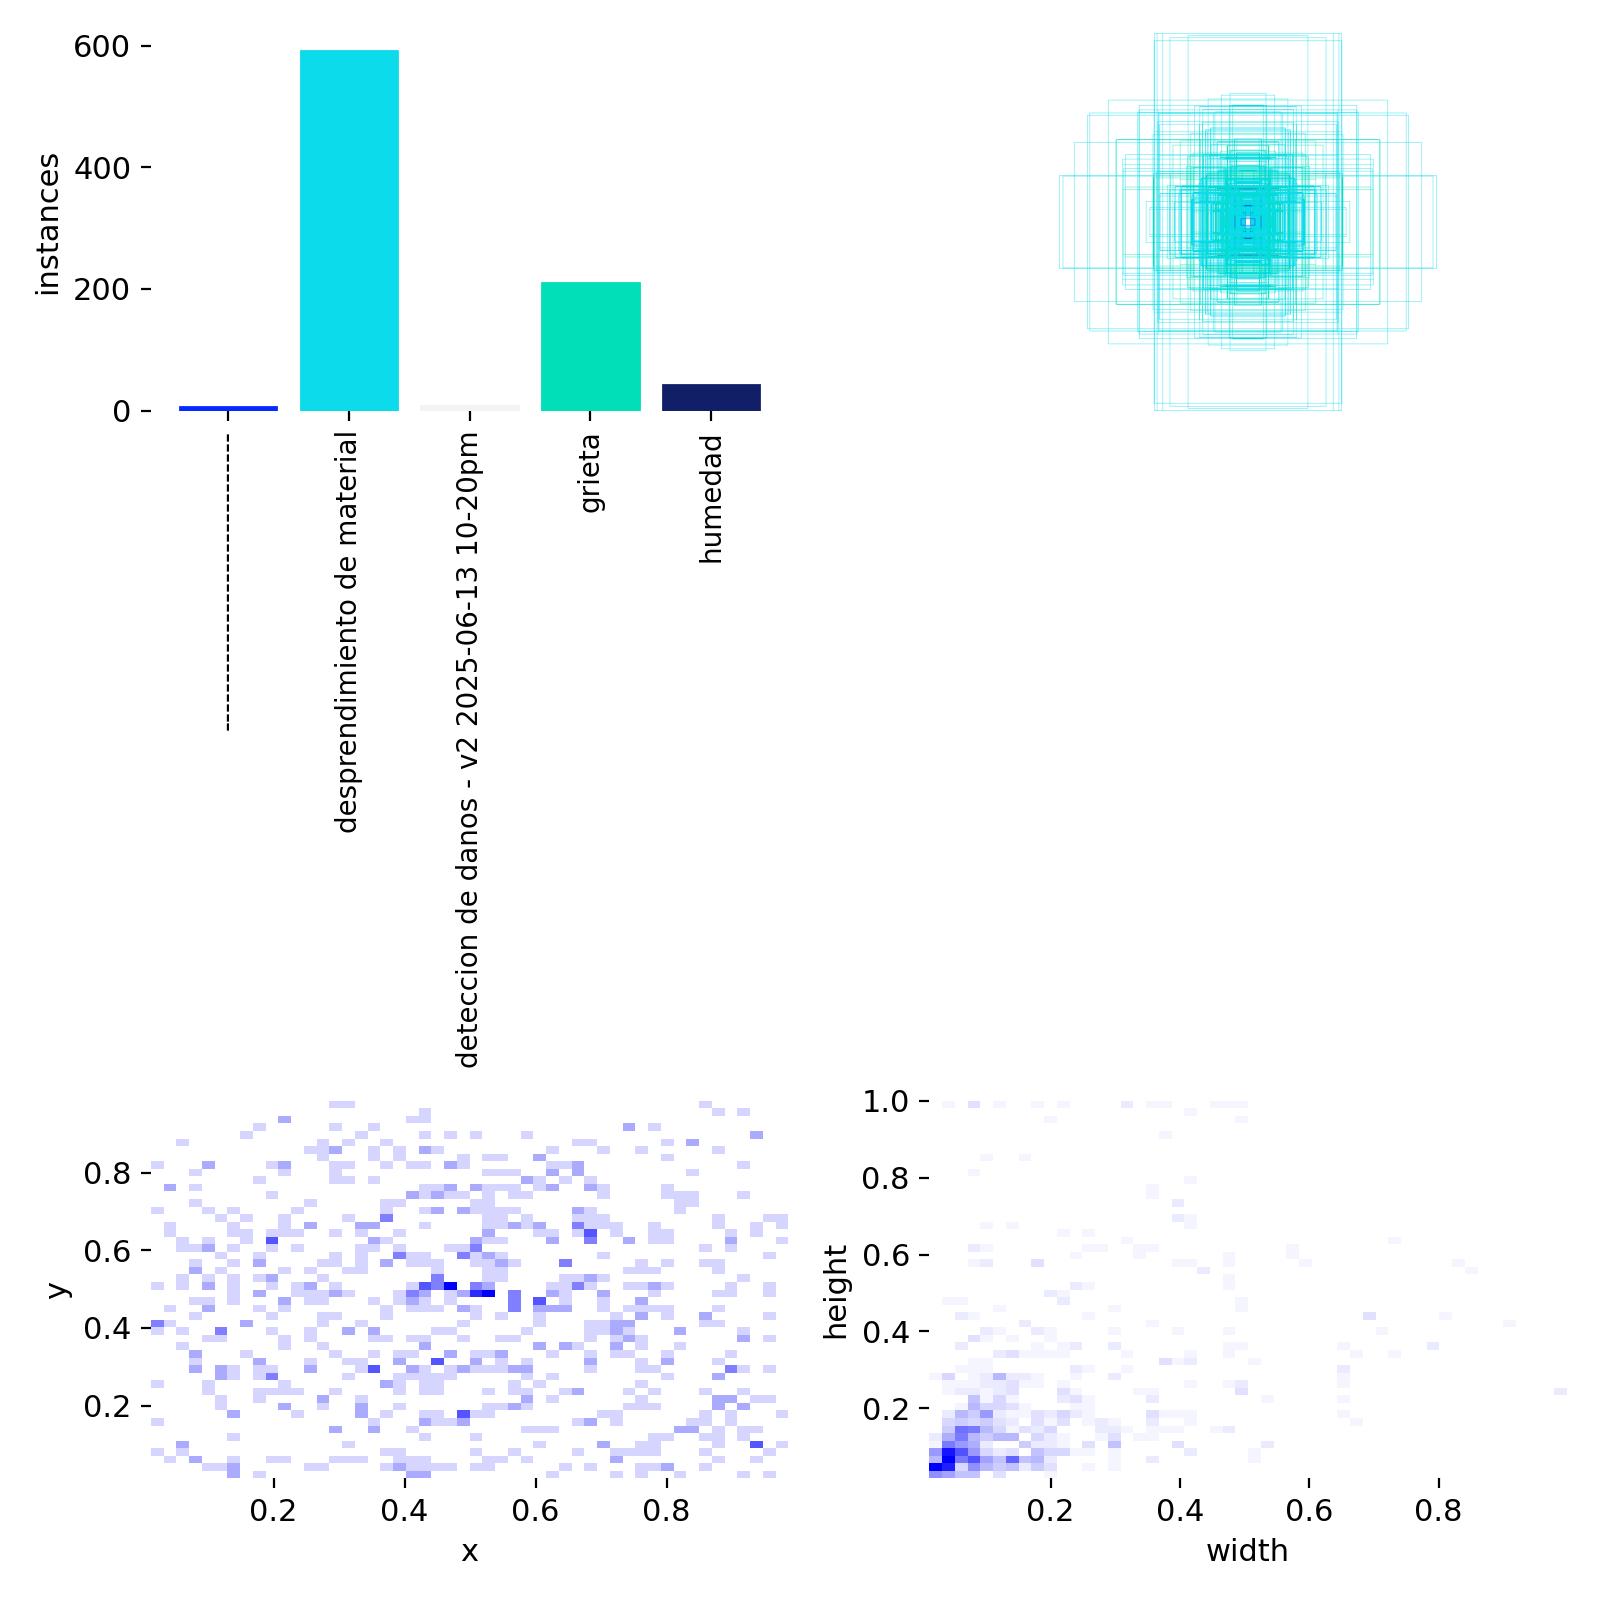 600
400
200
0
instances
------------------------------
desprendimiento de material
deteccion de danos - v2 2025-06-13 10-20pm
grieta
humedad
0.8
0.6
0.4
0.2
y
0.2
0.4
0.6
0.8
x
1.0
0.8
0.6
0.4
0.2
height
0.2
0.4
0.6
0.8
width